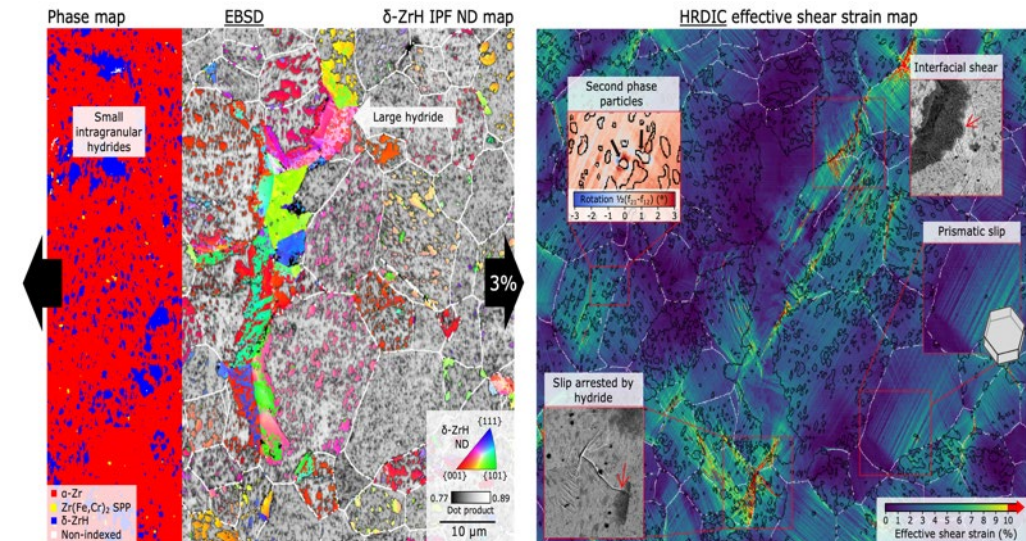 Phase map
EBSD
δ-ZrH IPF ND map
HRDIC effective shear strain map
Small
intragranular
hydrides
Large hydride
3%
α-Zr
Zr(Fe,Cr)₂ SPP
δ-ZrH
Non-indexed
δ-ZrH
ND
{111}
{001}
{101}
0.77
0.89
Dot product
10 μm
Second phase
particles
Rotation ½(f₂₁-f₁₂) (°)
-3 -2 -1 0 1 2 3
Interfacial shear
Prismatic slip
Slip arrested by
hydride
0 1 2 3 4 5 6 7 8 9 10
Effective shear strain (%)